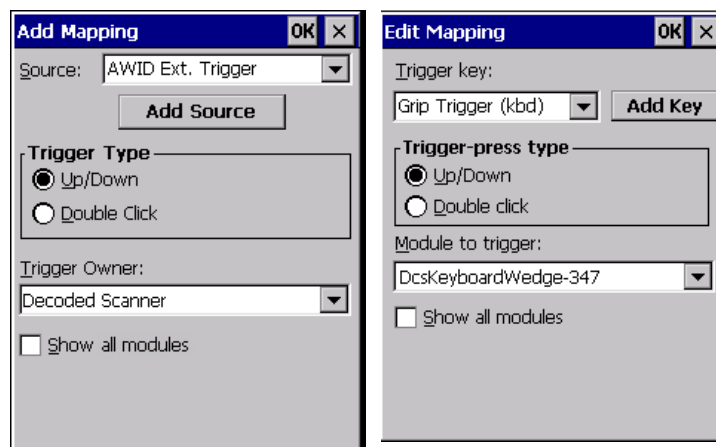 Add Mapping OK ×
Source: AWID Ext. Trigger
Add Source
Trigger Type
Up/Down
Double Click
Trigger Owner:
Decoded Scanner
Show all modules
Edit Mapping OK ×
Trigger key:
Grip Trigger (kbd) Add Key
Trigger-press type
Up/Down
Double click
Module to trigger:
DcsKeyboardWedge-347
Show all modules